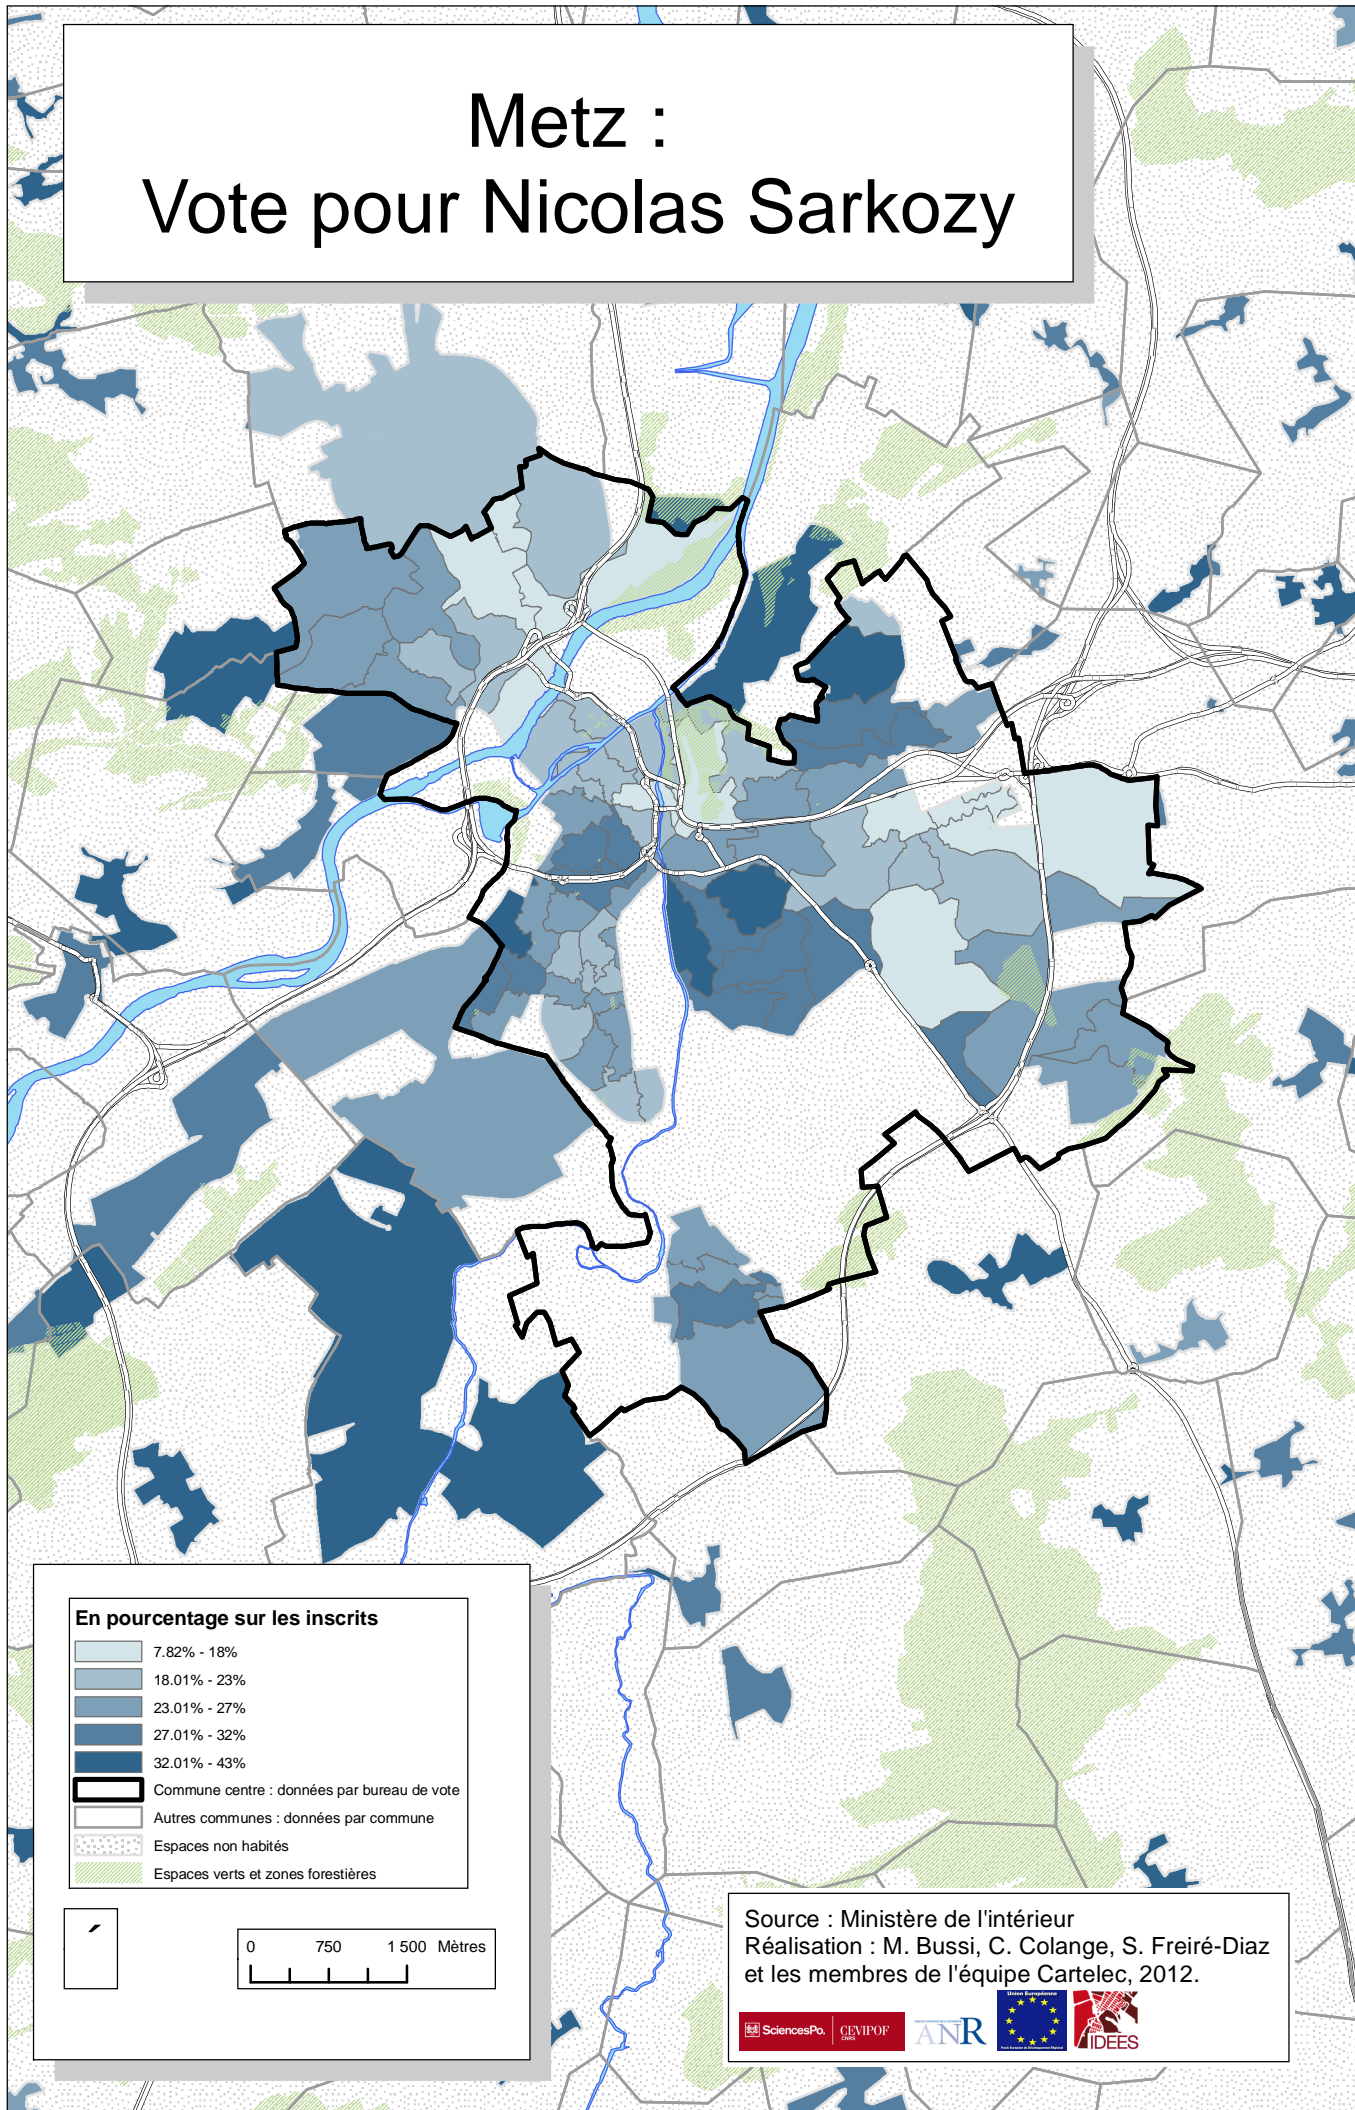 Metz :
Vote pour Nicolas Sarkozy
En pourcentage sur les inscrits
7.82% - 18%
18.01% - 23%
23.01% - 27%
27.01% - 32%
32.01% - 43%
Commune centre : données par bureau de vote
Autres communes : données par commune
Espaces non habités
Espaces verts et zones forestières
0 750 1 500 Mètres
Source : Ministère de l'intérieur
Réalisation : M. Bussi, C. Colange, S. Freiré-Diaz
et les membres de l'équipe Cartelec, 2012.
SciencesPo. CEVIPOF
CNRS
ANR
Union Européenne
IDEES